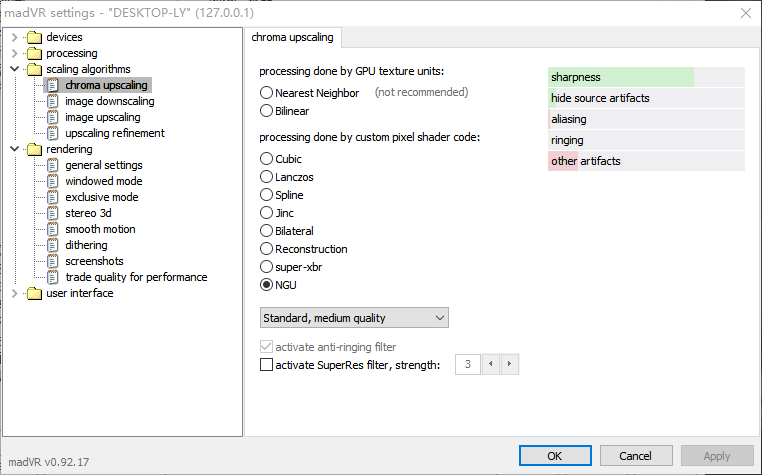 madVR settings - "DESKTOP-LY" (127.0.0.1)
devices
processing
scaling algorithms
chroma upscaling
image downscaling
image upscaling
upscaling refinement
rendering
general settings
windowed mode
exclusive mode
stereo 3d
smooth motion
dithering
screenshots
trade quality for performance
user interface
madVR v0.92.17
chroma upscaling
processing done by GPU texture units:
Nearest Neighbor (not recommended)
Bilinear
processing done by custom pixel shader code:
Cubic
Lanczos
Spline
Jinc
Bilateral
Reconstruction
super-xbr
NGU
Standard, medium quality
activate anti-ringing filter
activate SuperRes filter, strength: 3
sharpness
hide source artifacts
aliasing
ringing
other artifacts
OK Cancel Apply